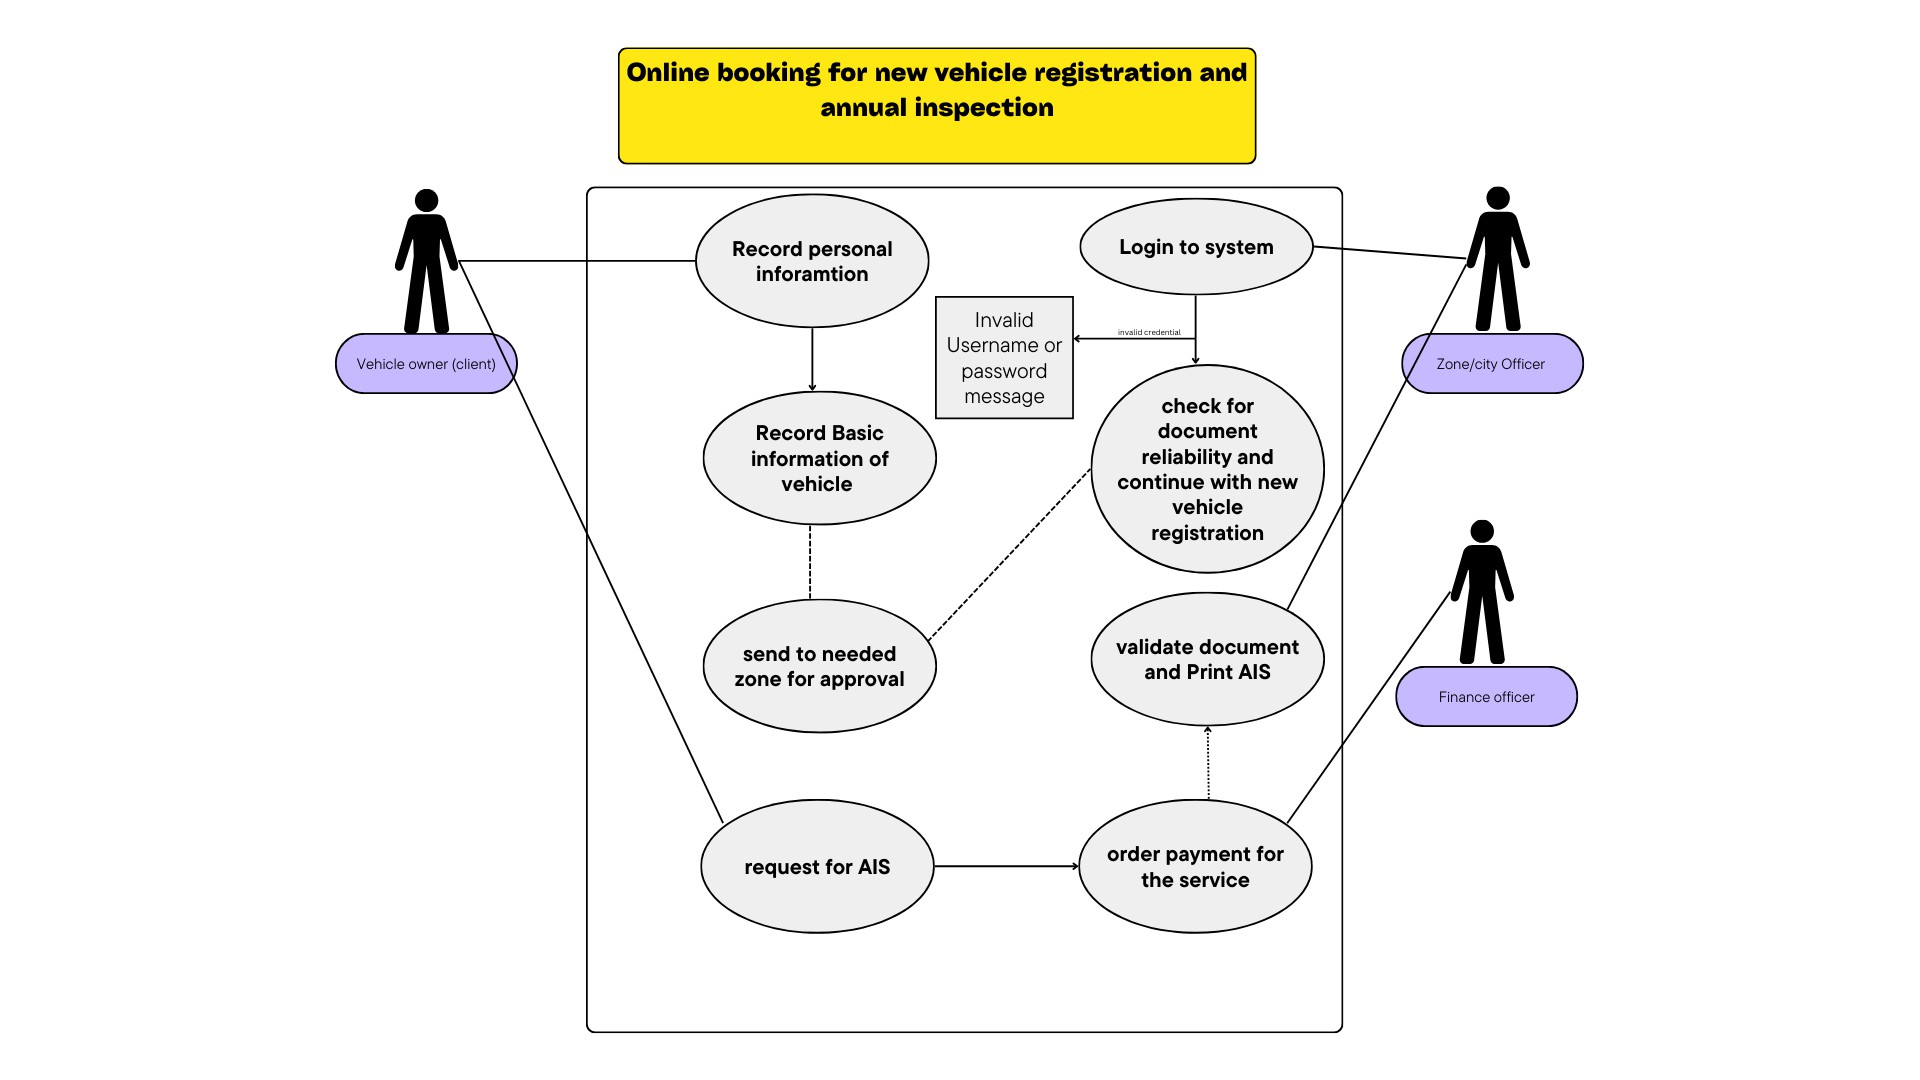 Online booking for new vehicle registration and
annual inspection
Record personal
inforamtion
Login to system
invalid credential
Invalid
Username or
password
message
Vehicle owner (client)
Zone/city Officer
Record Basic
information of
vehicle
check for
document
reliability and
continue with new
vehicle
registration
send to needed
zone for approval
validate document
and Print AIS
Finance officer
request for AIS
order payment for
the service